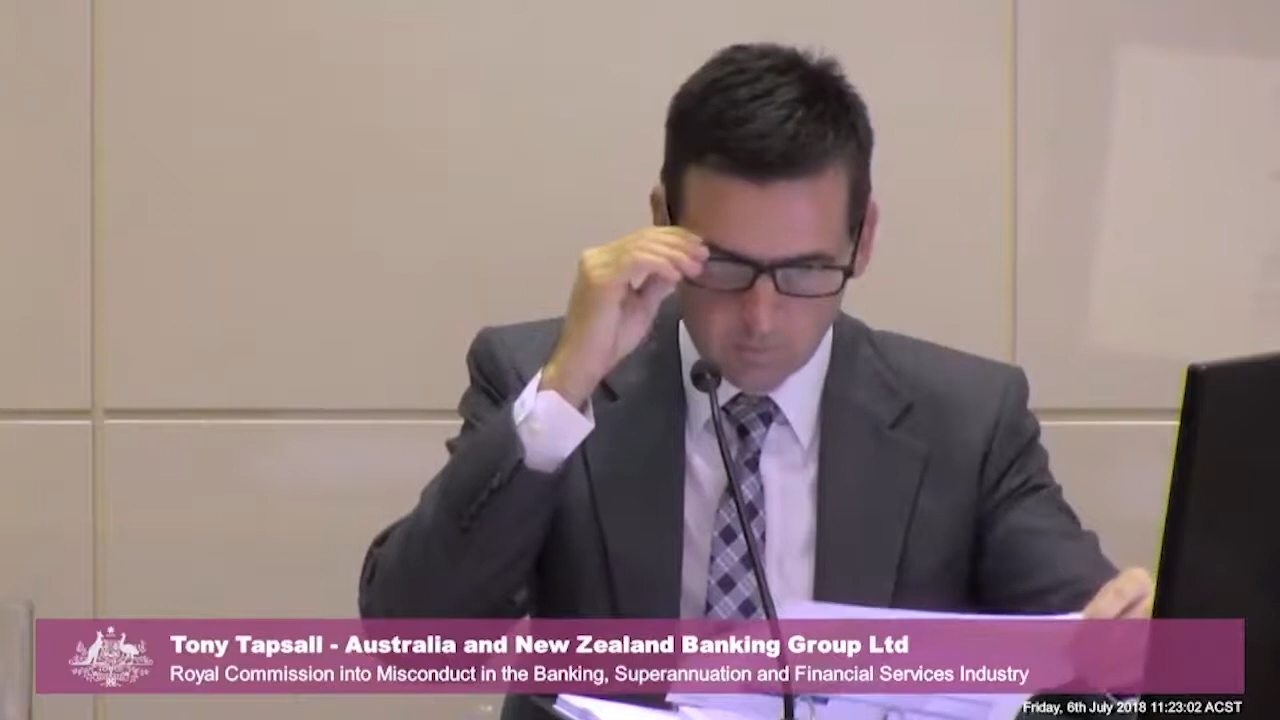 Tony Tapsall - Australia and New Zealand Banking Group Ltd
Royal Commission into Misconduct in the Banking, Superannuation and Financial Services Industry
Friday, 6th July 2018 11:23:02 ACST